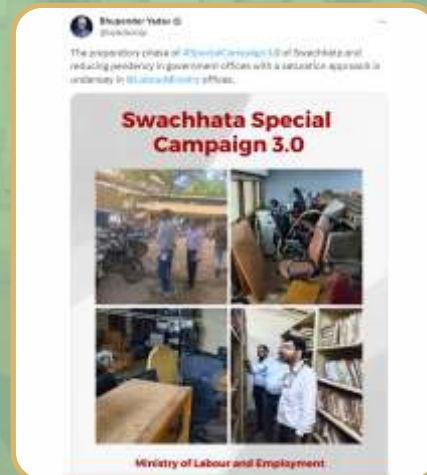 Bhupender Yadav
@byadavbjp
The preparatory phase of #SpecialCampaign3.0 of Swachhata and
reducing pendency in government offices with a saturation approach is
underway in @LabourMinistry offices.
Swachhata Special
Campaign 3.0
Ministry of Labour and Employment